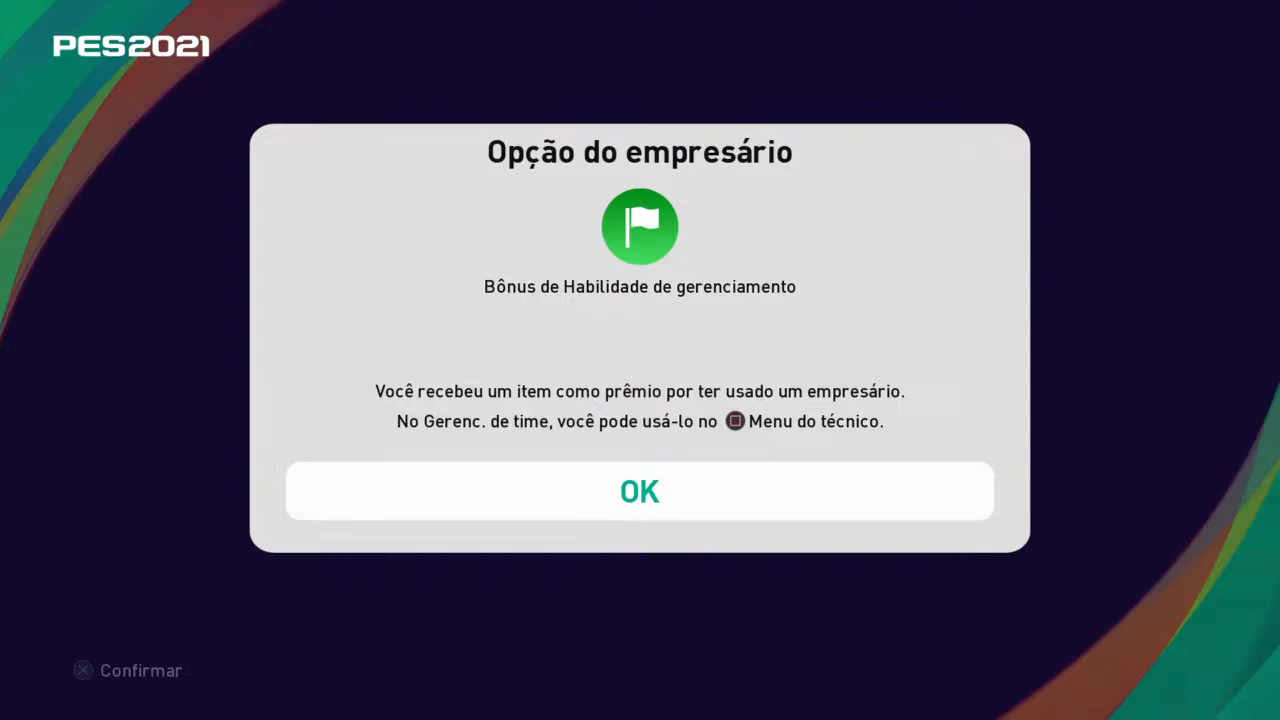 PES2021
Opção do empresário
Bônus de Habilidade de gerenciamento
Você recebeu um item como prêmio por ter usado um empresário.
No Gerenc. de time, você pode usá-lo no Menu do técnico.
OK
Confirmar